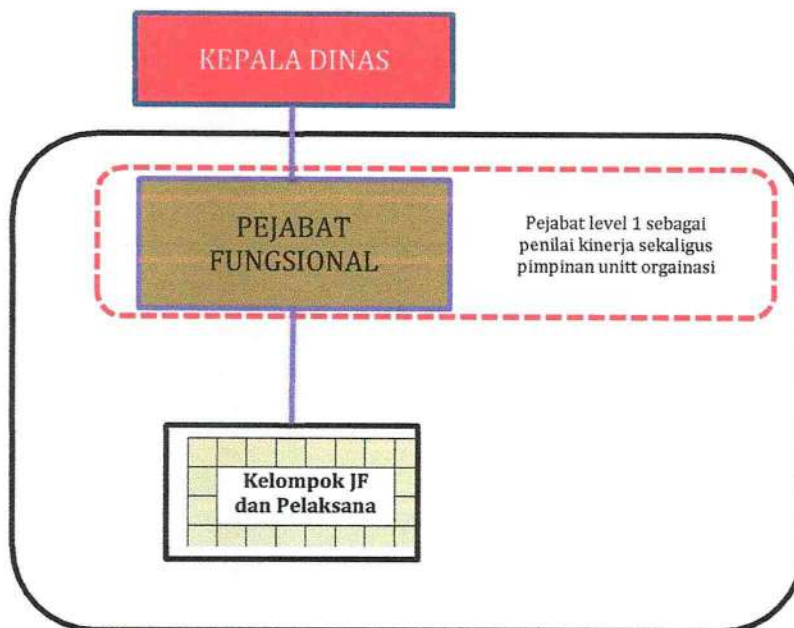 KEPALA DINAS
PEJABAT
FUNGSIONAL
Pejabat level 1 sebagai
penilai kinerja sekaligus
pimpinan unitt orgainasi
Kelompok JF
dan Pelaksana